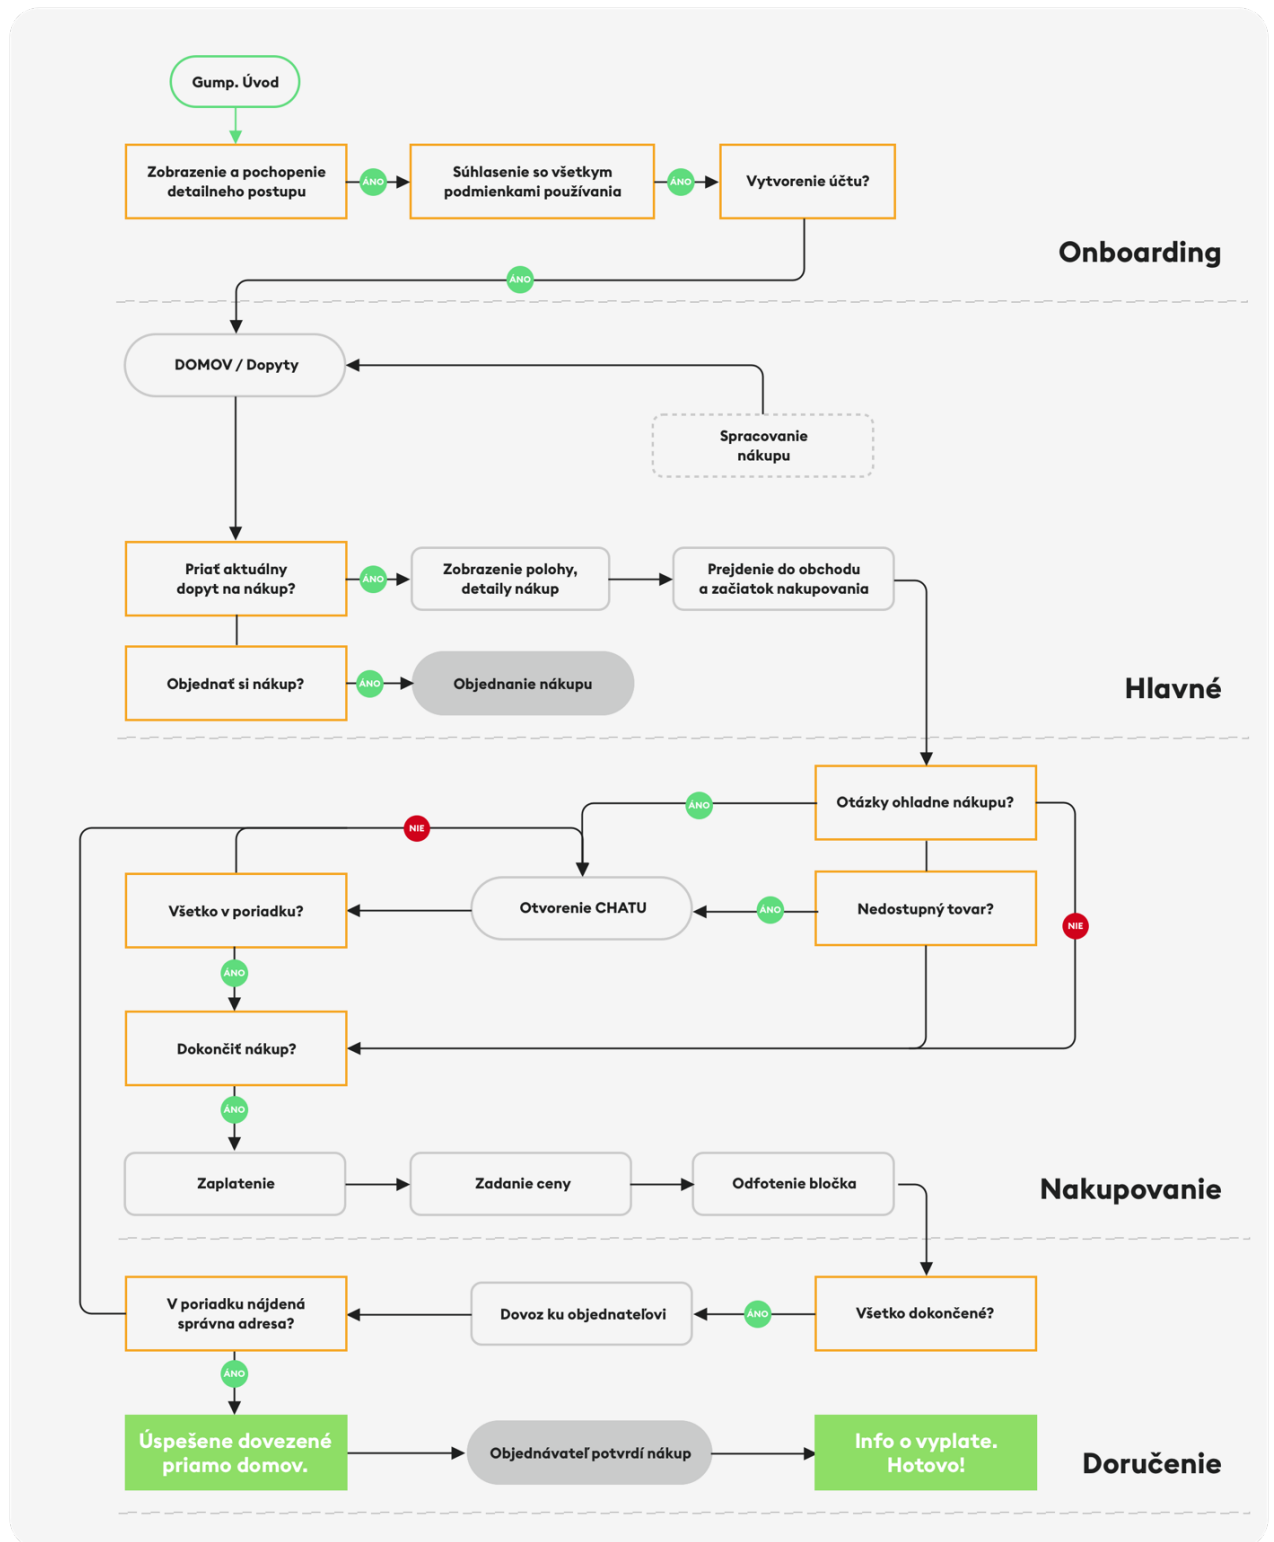 Gump. Úvod
Zobrazenie a pochopenie
detailneho postupu
ÁNO
Súhlasenie so všetkym
podmienkami používania
ÁNO
Vytvorenie účtu?
Onboarding
ÁNO
DOMOV / Dopyty
Spracovanie
nákupu
Priať aktuálny
dopyt na nákup?
ÁNO
Zobrazenie polohy,
detaily nákup
Prejdenie do obchodu
a začiatok nakupovania
Objednať si nákup?
ÁNO
Objednanie nákupu
Hlavné
Otázky ohladne nákupu?
ÁNO
NIE
Všetko v poriadku?
Otvorenie CHATU
ÁNO
Nedostupný tovar?
NIE
ÁNO
Dokončiť nákup?
ÁNO
Zaplatenie
Zadanie ceny
Odfotenie bločka
Nakupovanie
V poriadku nájdená
správna adresa?
Dovoz ku objednateľovi
ÁNO
Všetko dokončené?
ÁNO
Úspešene dovezené
priamo domov.
Objednávateľ potvrdí nákup
Info o vyplate.
Hotovo!
Doručenie